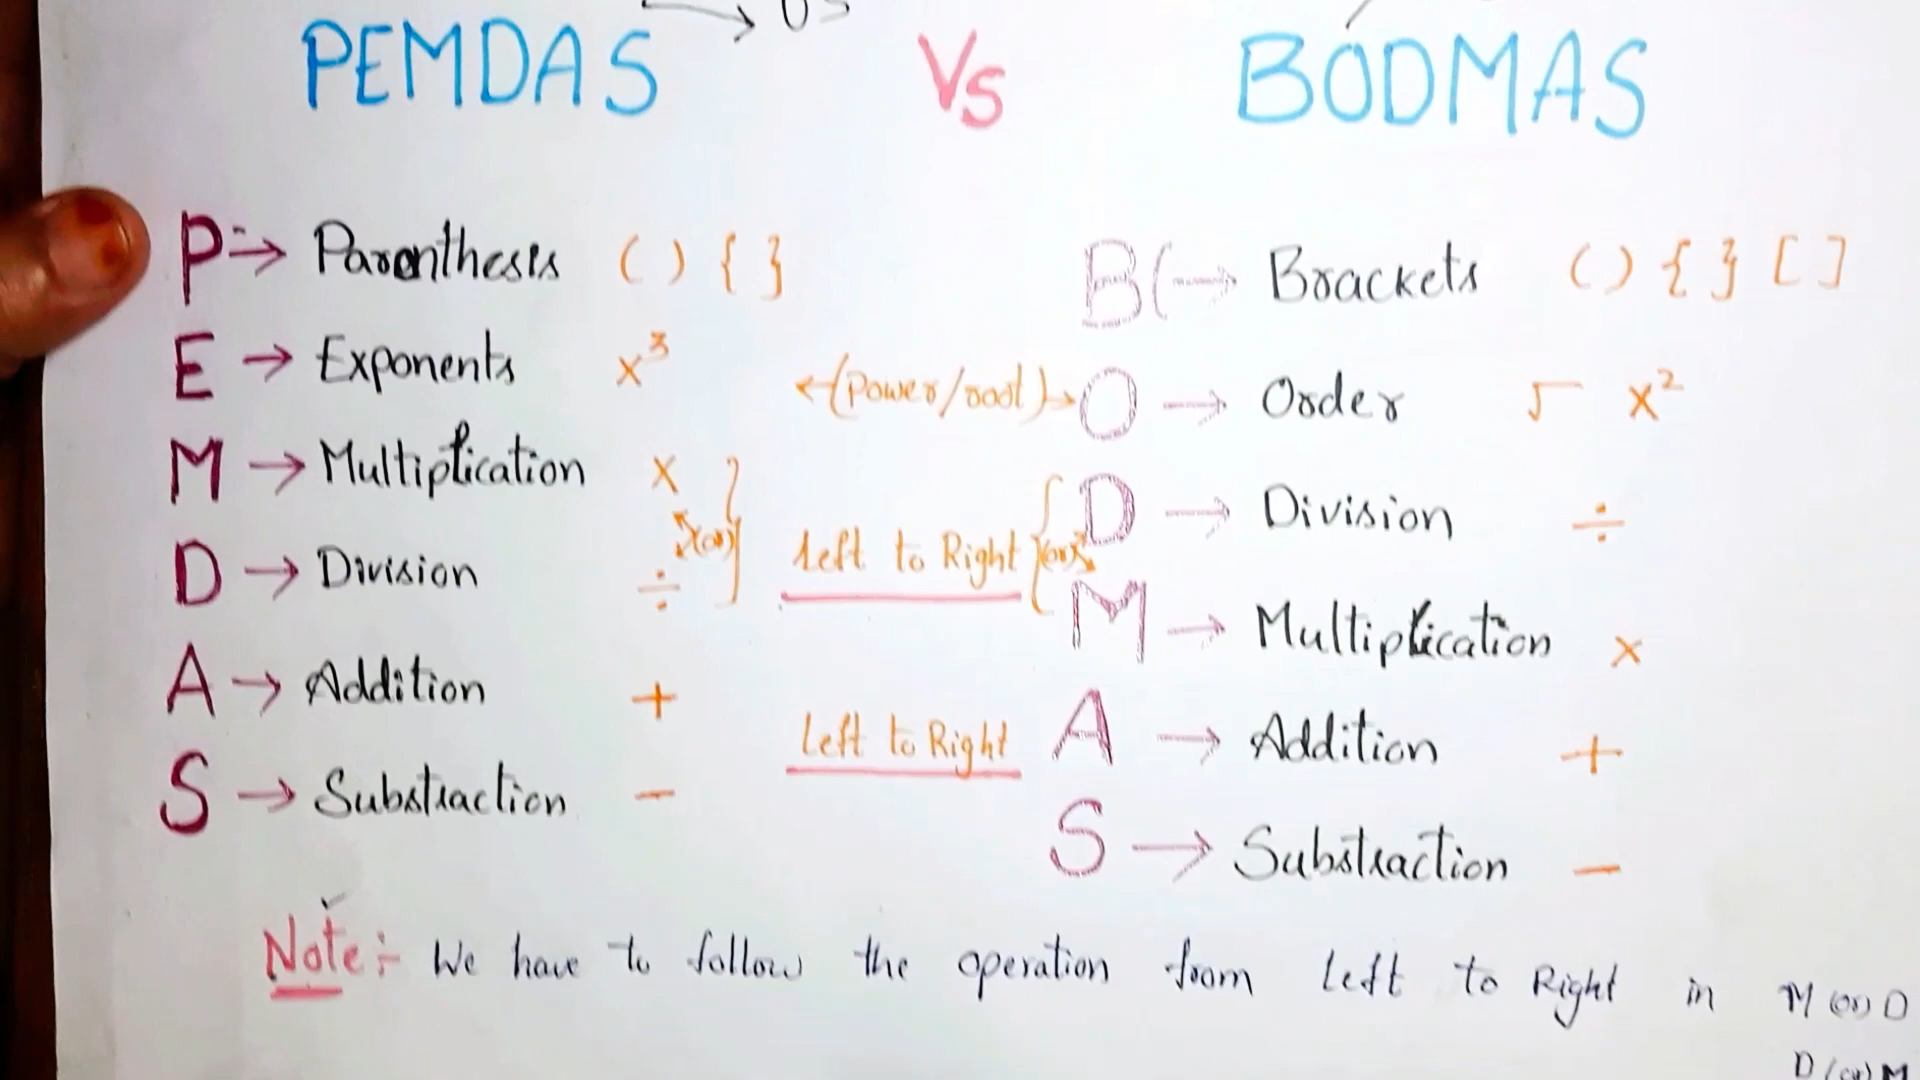 PEMDAS Vs BODMAS
P → Parenthesis ( ) { }
E → Exponents x³
M → Multiplication ×
D → Division ÷
A → Addition +
S → Substraction -
(or)
←(Power/root)→
left to Right
Left to Right
B → Brackets ( ) { } [ ]
O → Order √ x²
D → Division ÷
(or)
M → Multiplication ×
A → Addition +
S → Substraction -
Note:- We have to follow the operation from left to Right in M (or) D
D (or) M